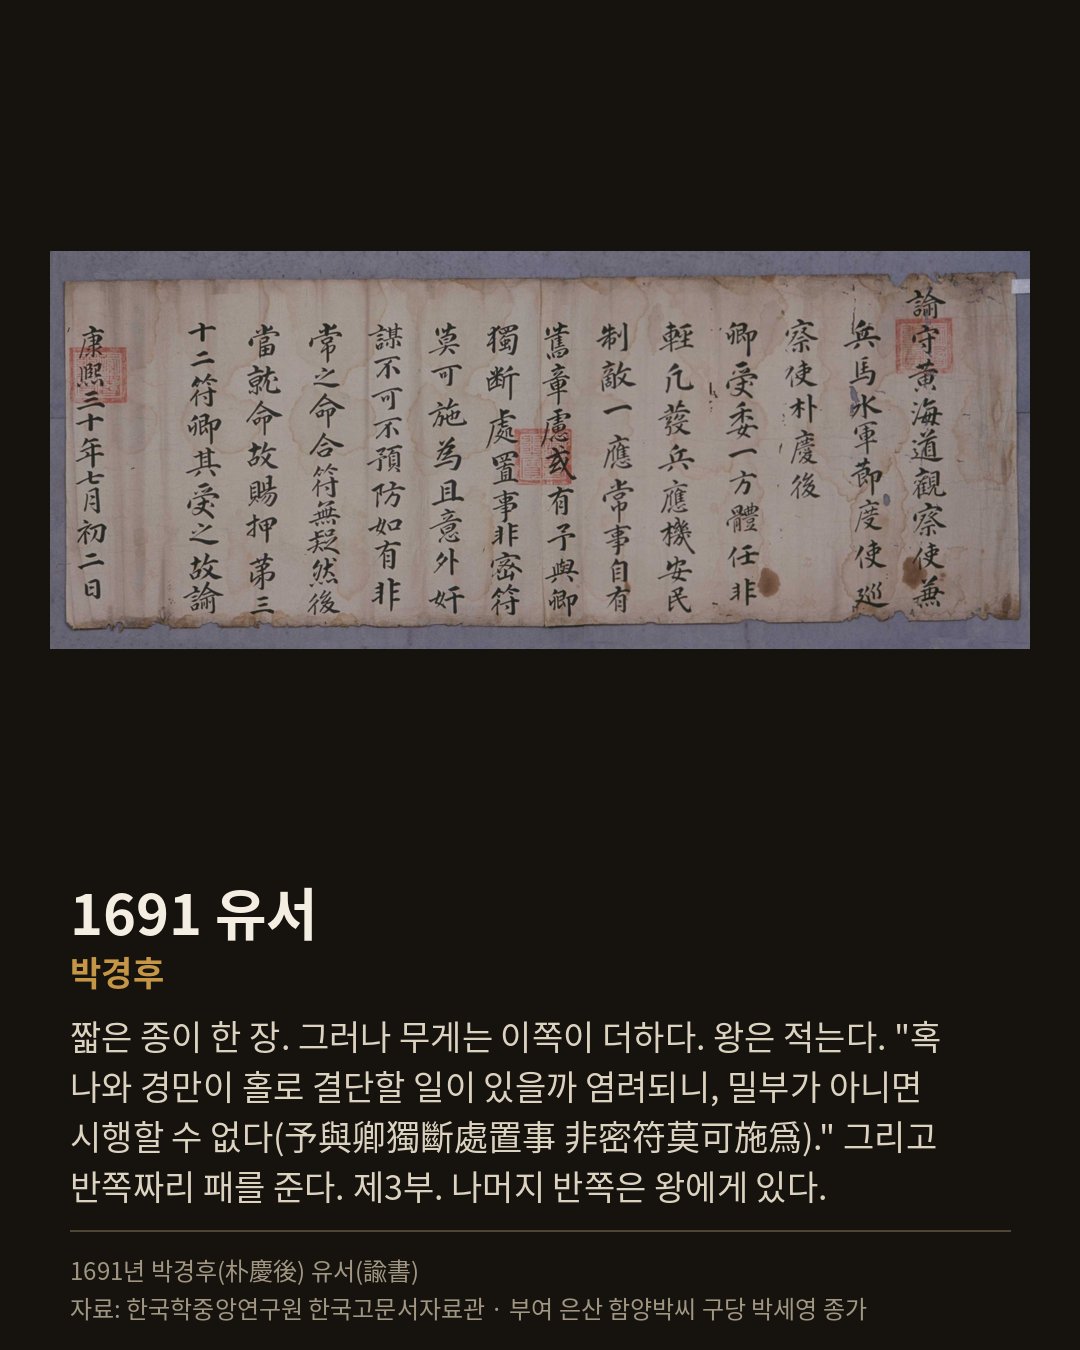 諭守黃海道觀察使兼
兵馬水軍節度使巡
察使朴慶後
卿受委一方體任非
輕凡發兵應機安民
制敵一應常事自有
舊章慮或有予與卿
獨斷處置事非密符
莫可施為且意外奸
謀不可不預防如有非
常之命合符無疑然後
當就命故賜押第三
十二符卿其受之故諭
康熙三十年七月初二日
1691 유서
박경후
짧은 종이 한 장. 그러나 무게는 이쪽이 더하다. 왕은 적는다. "혹
나와 경만이 홀로 결단할 일이 있을까 염려되니, 밀부가 아니면
시행할 수 없다(予與卿獨斷處置事 非密符莫可施爲)." 그리고
반쪽짜리 패를 준다. 제3부. 나머지 반쪽은 왕에게 있다.
1691년 박경후(朴慶後) 유서(諭書)
자료: 한국학중앙연구원 한국고문서자료관 · 부여 은산 함양박씨 구당 박세영 종가